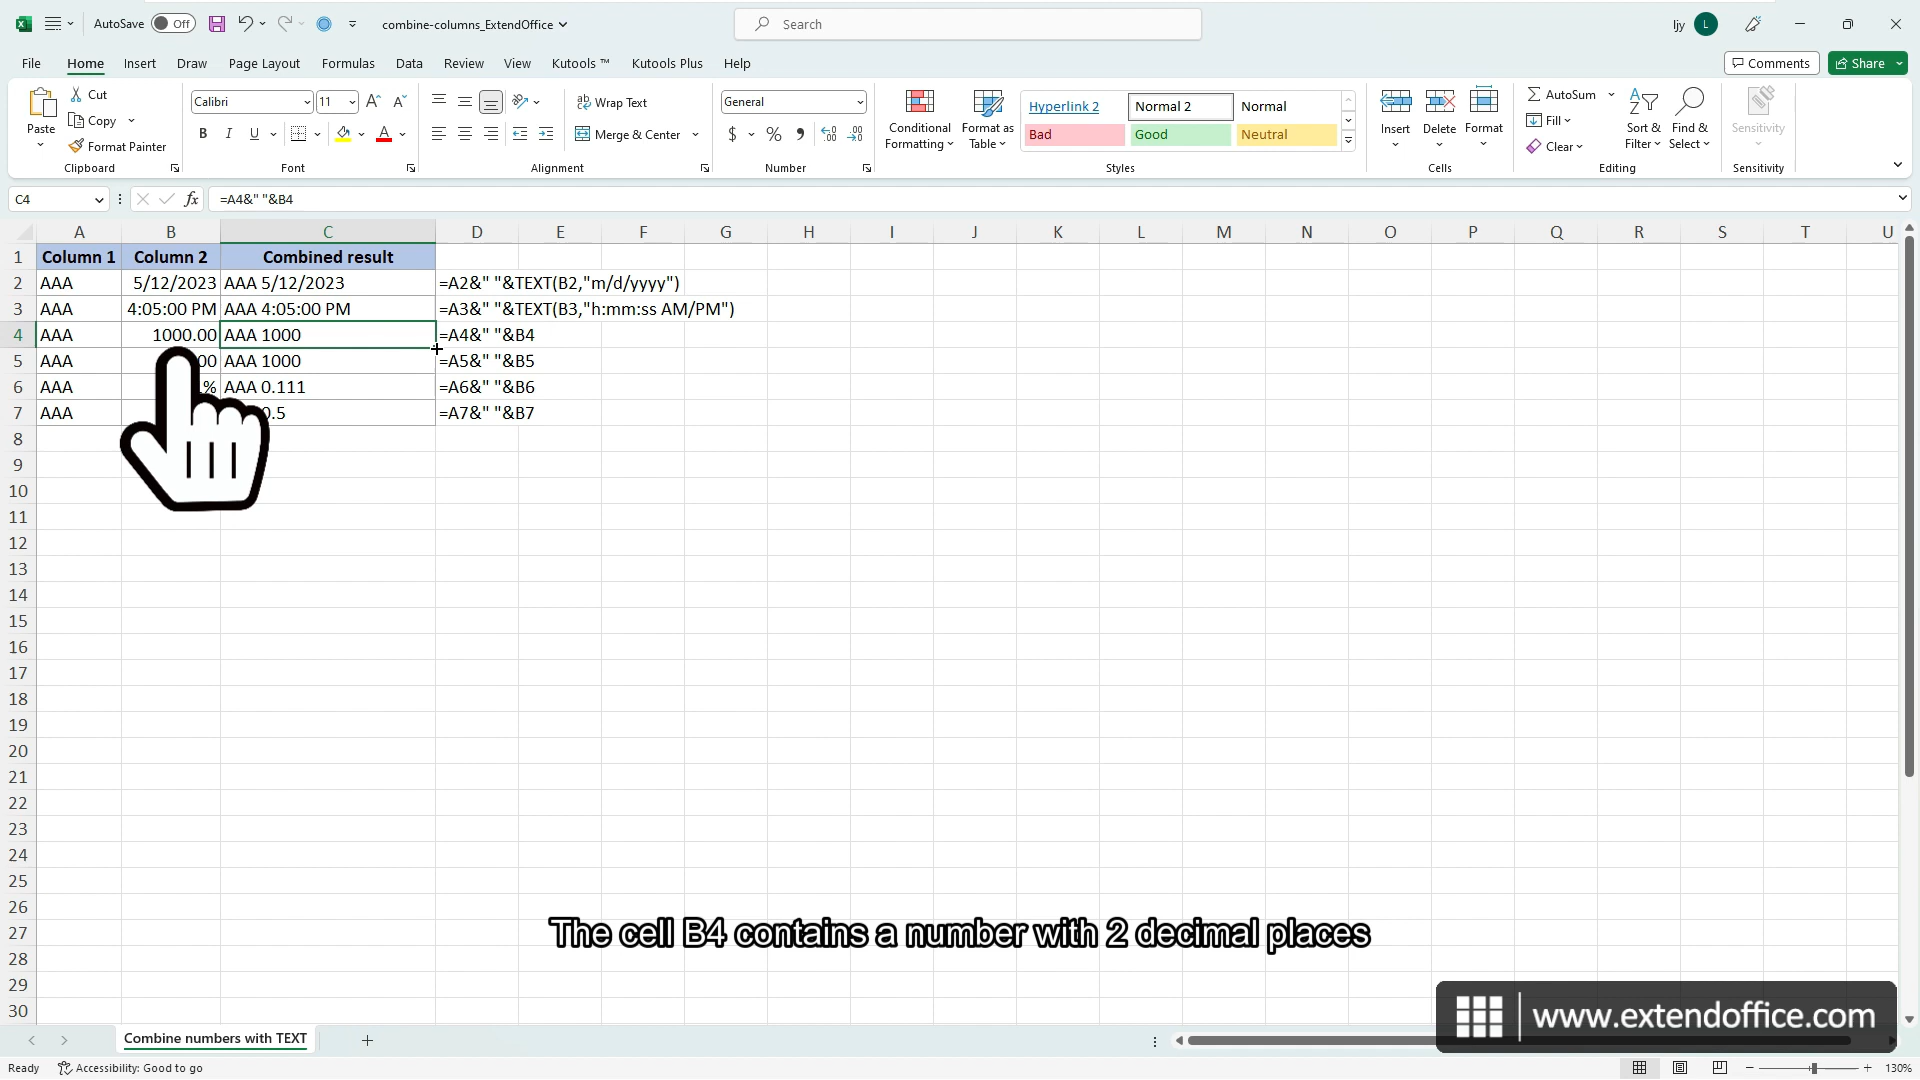 AutoSave Off combine-columns_ExtendOffice Search ljy L
File Home Insert Draw Page Layout Formulas Data Review View Kutools ™ Kutools Plus Help Comments Share
Paste
Cut
Copy
Format Painter
Clipboard
Calibri 11
B I U A
Font
Wrap Text
Merge & Center
Alignment
General
$ % ,
Number
Conditional
Formatting
Format as
Table
Hyperlink 2 Normal 2 Normal
Bad Good Neutral
Styles
Insert Delete Format
Cells
AutoSum
Fill
Clear
Sort &
Filter
Find &
Select
Editing
Sensitivity
Sensitivity
C4 fx =A4&" "&B4
A B C D E F G H I J K L M N O P Q R S T U
1 Column 1 Column 2 Combined result
2 AAA 5/12/2023 AAA 5/12/2023 =A2&" "&TEXT(B2,"m/d/yyyy")
3 AAA 4:05:00 PM AAA 4:05:00 PM =A3&" "&TEXT(B3,"h:mm:ss AM/PM")
4 AAA 1000.00 AAA 1000 =A4&" "&B4
5 AAA 00 AAA 1000 =A5&" "&B5
6 AAA % AAA 0.111 =A6&" "&B6
7 AAA 0.5 =A7&" "&B7
8
9
10
11
12
13
14
15
16
17
18
19
20
21
22
23
24
25
26
27
28
29
30
The cell B4 contains a number with 2 decimal places
www.extendoffice.com
Combine numbers with TEXT
Ready Accessibility: Good to go 130%